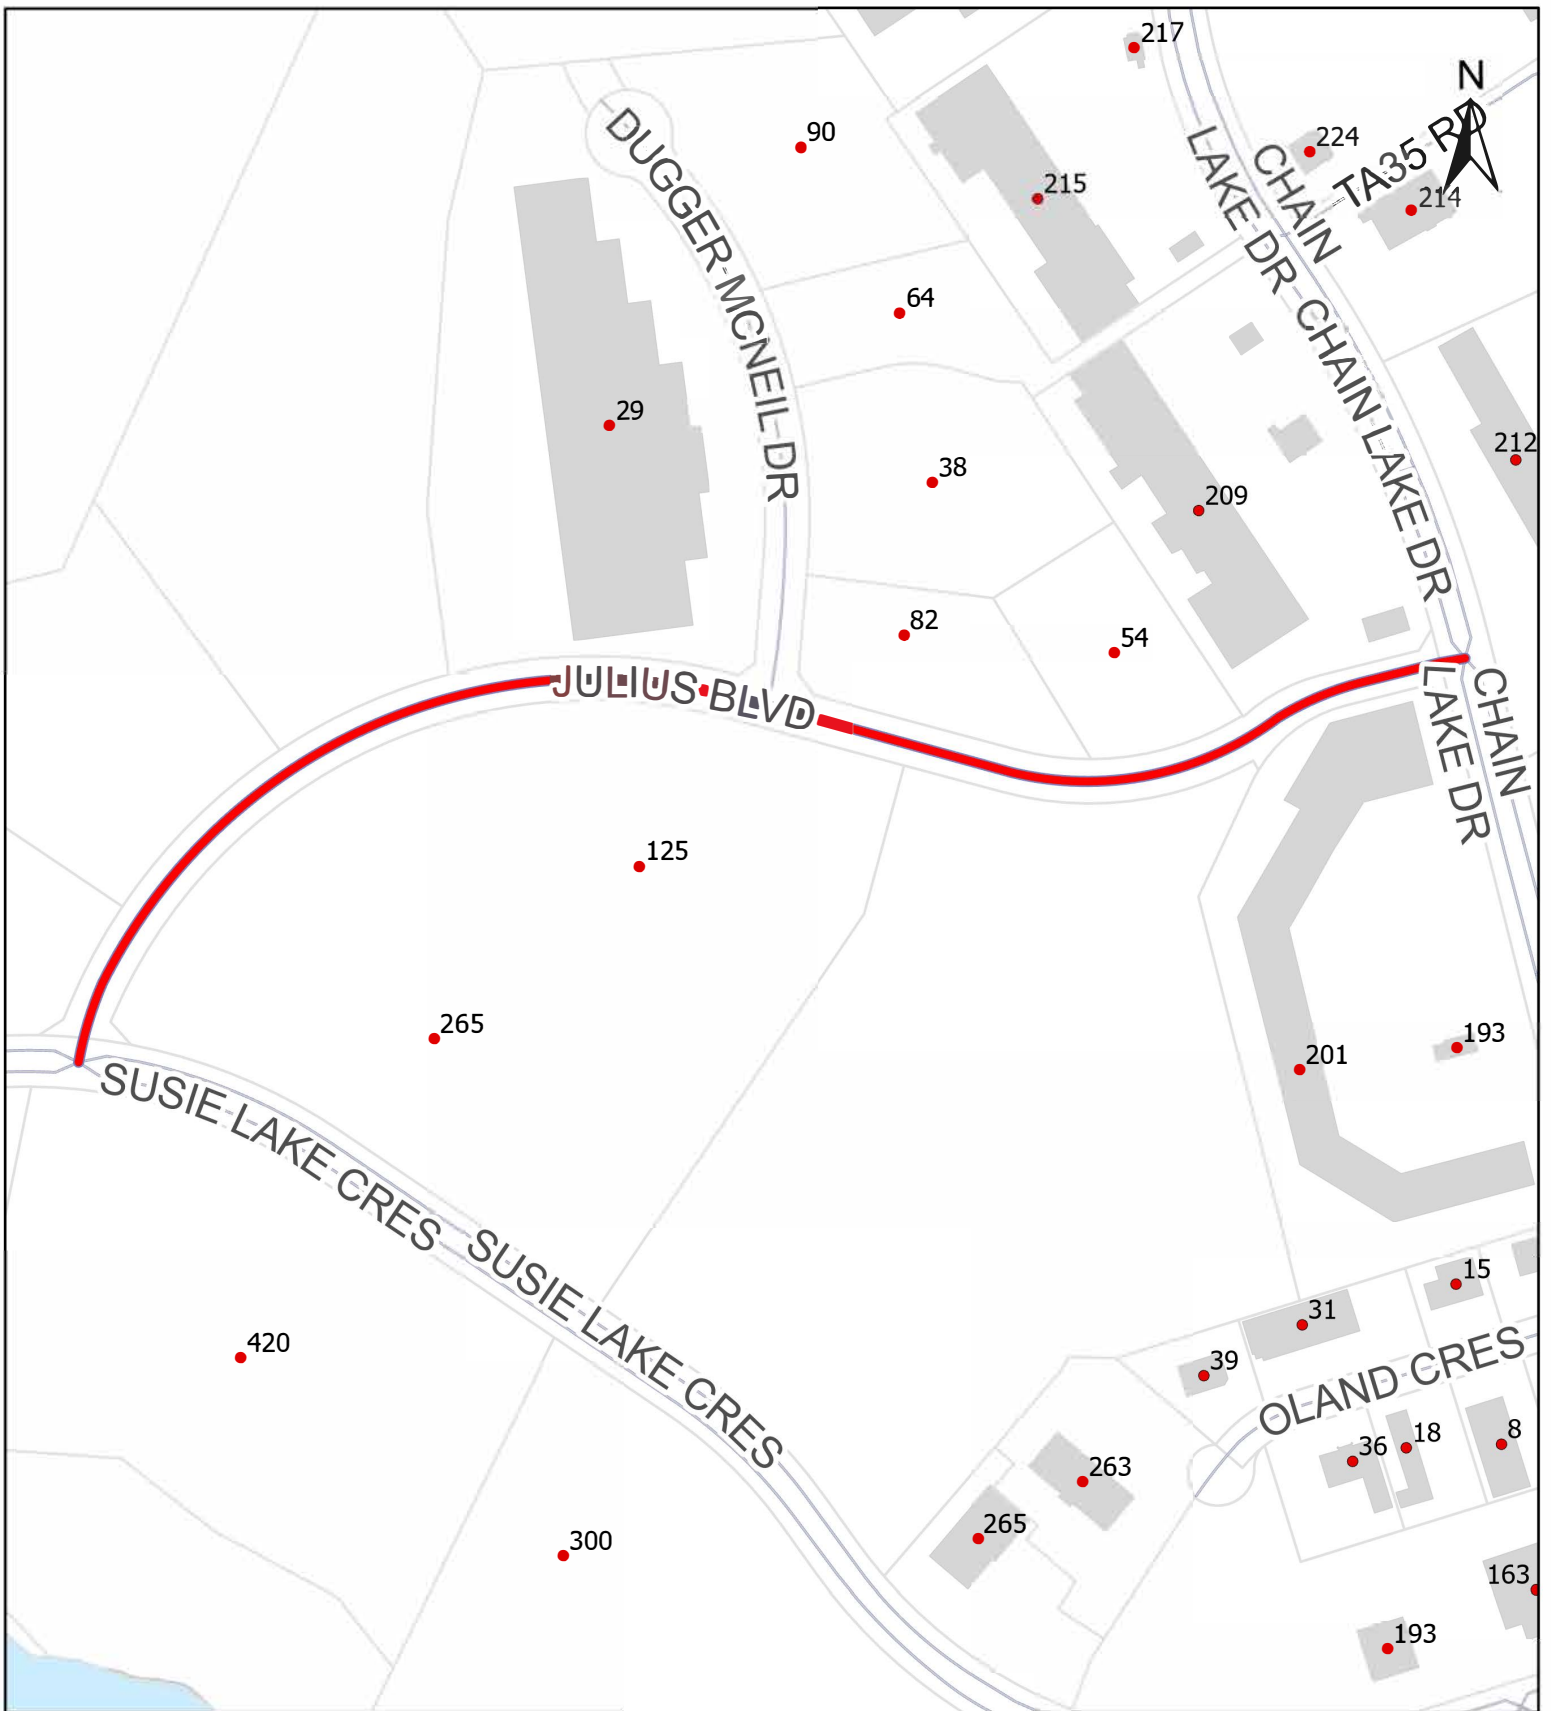 217
N
90
224
TA35 RD
215
214
DUGGER MCNEIL DR
CHAIN
LAKE DR
64
CHAIN LAKE DR
29
212
38
209
82
54
JULIUS BLVD
CHAIN
LAKE DR
125
265
193
201
SUSIE LAKE CRES
SUSIE LAKE CRES
15
31
420
39
OLAND CRES
8
18
36
263
265
300
163
193